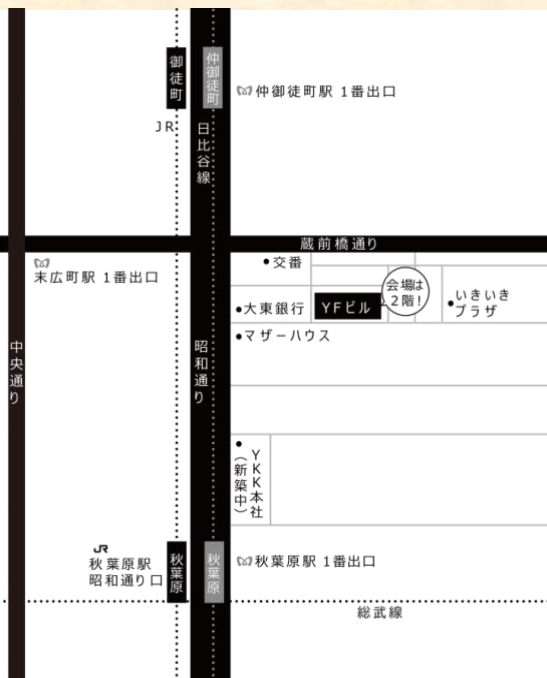 御徒町
仲御徒町
仲御徒町駅 1番出口
JR
日比谷線
蔵前橋通り
交番
末広町駅 1番出口
会場は
2階!
いきいき
プラザ
大東銀行
YFビル
マザーハウス
中央通り
昭和通り
YKK本社
(新築中)
JR
秋葉原駅
昭和通り口
秋葉原
秋葉原
秋葉原駅 1番出口
総武線